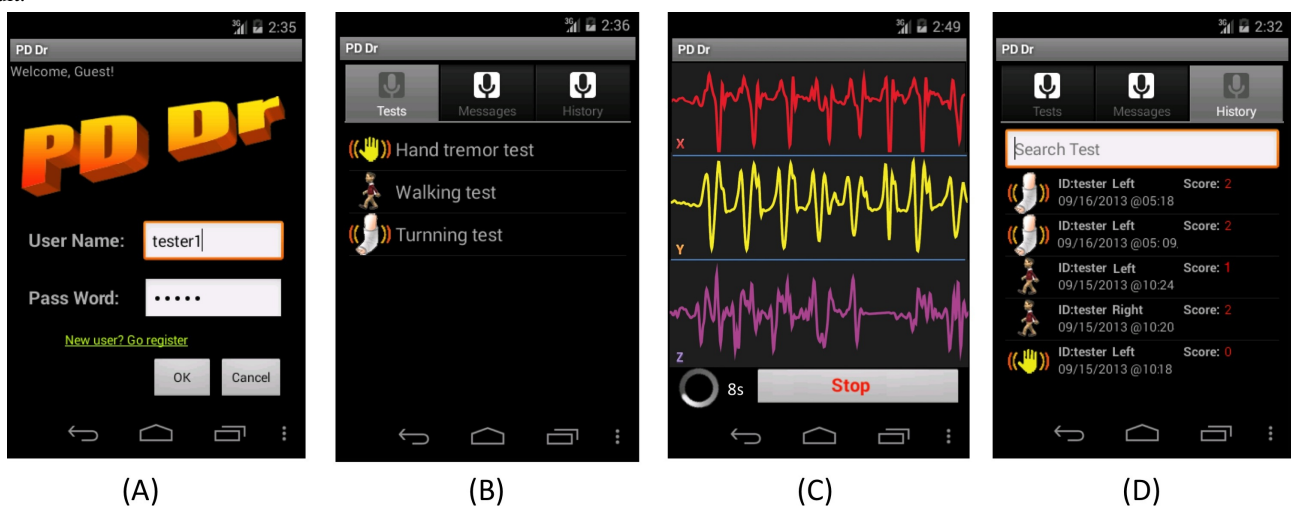 3G 2:35
PD Dr
Welcome, Guest!
PD Dr
User Name: tester1
Pass Word: •••••
New user? Go register
OK Cancel
(A)
3G 2:36
PD Dr
Tests Messages History
Hand tremor test
Walking test
Turnning test
(B)
3G 2:49
PD Dr
X
Y
Z
8s Stop
(C)
3G 2:32
PD Dr
Tests Messages History
Search Test
ID:tester Left Score: 2
09/16/2013 @05:18
ID:tester Left Score: 2
09/16/2013 @05:09
ID:tester Left Score: 1
09/15/2013 @10:24
ID:tester Right Score: 2
09/15/2013 @10:20
ID:tester Left Score: 0
09/15/2013 @1018
(D)